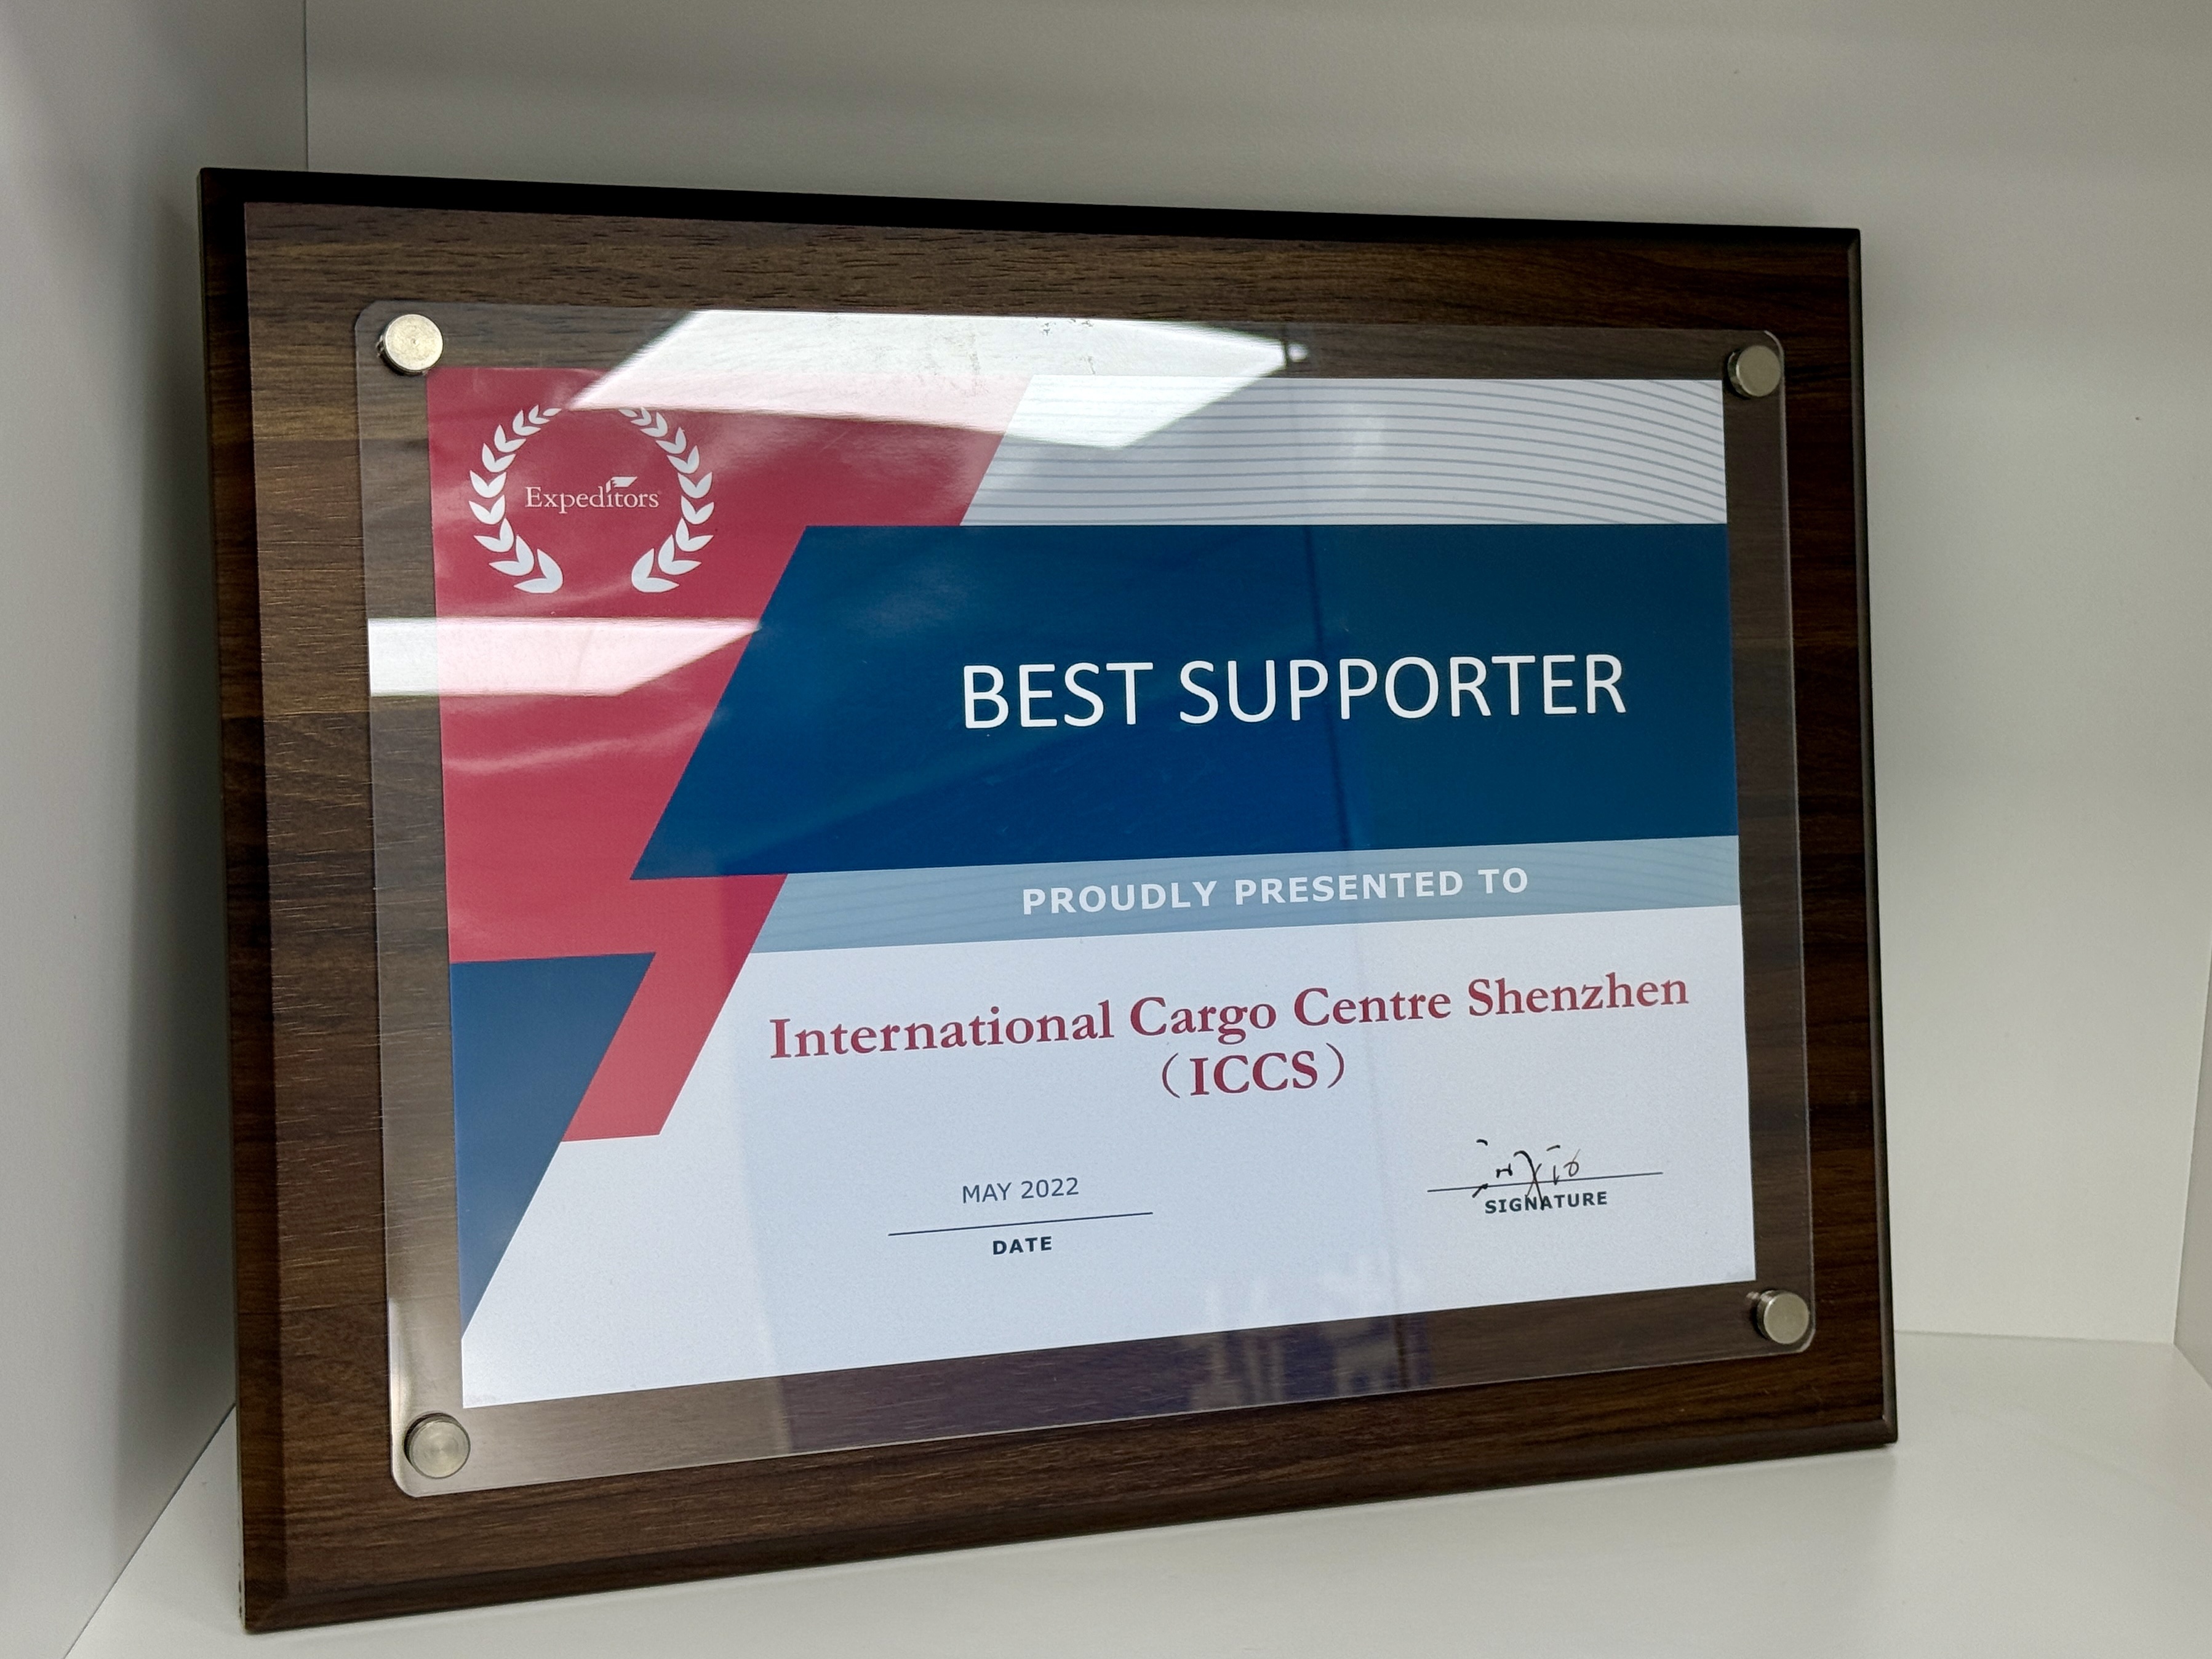 Expeditors
BEST SUPPORTER
PROUDLY PRESENTED TO
International Cargo Centre Shenzhen
（ICCS）
MAY 2022
DATE
SIGNATURE